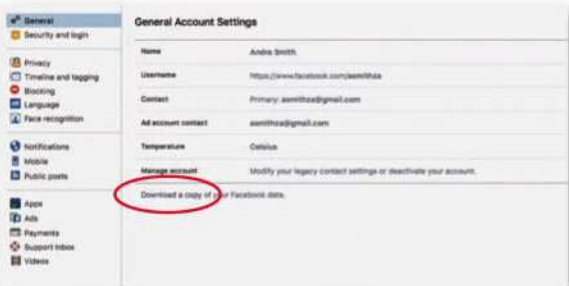 General
Security and login
Privacy
Timeline and tagging
Blocking
Language
Face recognition
Notifications
Mobile
Public posts
Apps
Ads
Payments
Support Inbox
Videos
General Account Settings
Name Andre Smith
Username https://www.facebook.com/asmithza
Contact Primary: asmithza@gmail.com
Ad account contact asmithza@gmail.com
Temperature Celsius
Manage account Modify your legacy contact settings or deactivate your account.
Download a copy of your Facebook data.